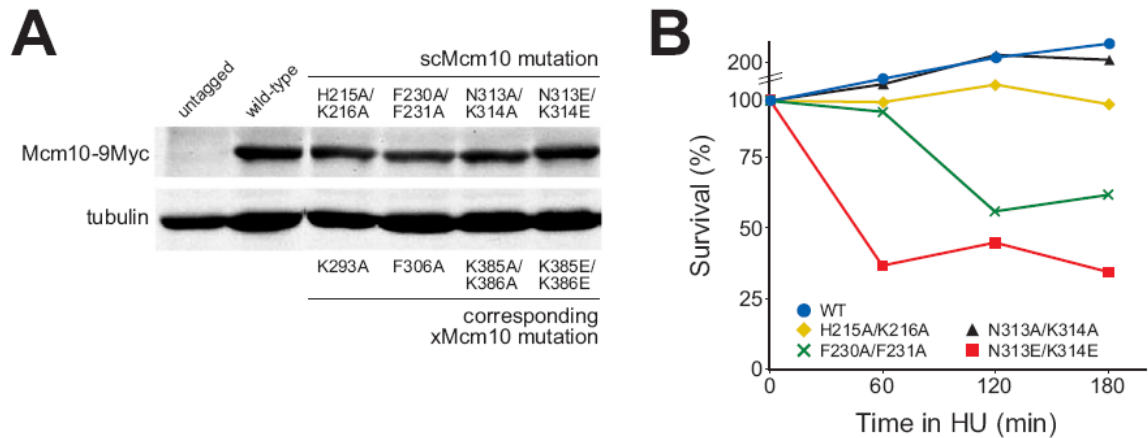 A
scMcm10 mutation
untagged
wild-type
H215A/ F230A/ N313A/ N313E/
K216A F231A K314A K314E
Mcm10-9Myc
tubulin
K293A F306A K385A/ K385E/
K386A K386E
corresponding
xMcm10 mutation
B
200
100
75
50
25
0
Survival (%)
WT
H215A/K216A N313A/K314A
F230A/F231A N313E/K314E
0 60 120 180
Time in HU (min)